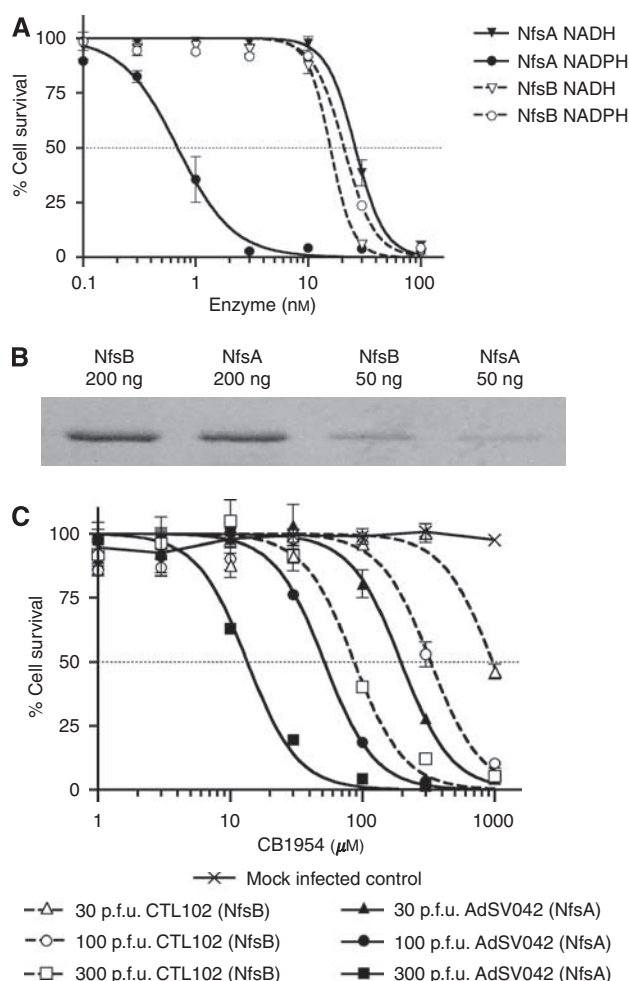 A
100
75
50
25
0
% Cell survival
0.1
1
10
100
Enzyme (nM)
NfsA NADH
NfsA NADPH
NfsB NADH
NfsB NADPH
B
NfsB
200 ng
NfsA
200 ng
NfsB
50 ng
NfsA
50 ng
C
100
75
50
25
0
% Cell survival
1
10
100
1000
CB1954 (μM)
Mock infected control
30 p.f.u. CTL102 (NfsB)
100 p.f.u. CTL102 (NfsB)
300 p.f.u. CTL102 (NfsB)
30 p.f.u. AdSV042 (NfsA)
100 p.f.u. AdSV042 (NfsA)
300 p.f.u. AdSV042 (NfsA)